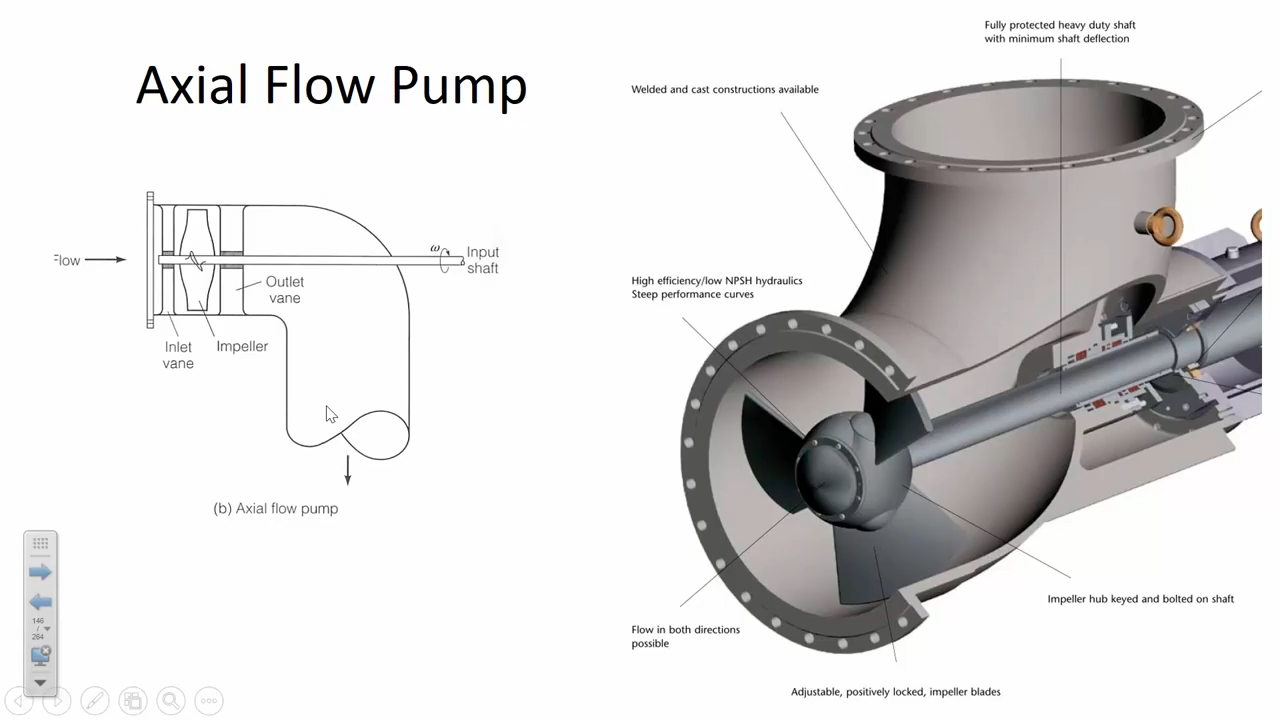 Axial Flow Pump
Flow
ω
Input
shaft
Outlet
vane
Inlet
vane
Impeller
(b) Axial flow pump
146
/
264
Fully protected heavy duty shaft
with minimum shaft deflection
Welded and cast constructions available
High efficiency/low NPSH hydraulics
Steep performance curves
Impeller hub keyed and bolted on shaft
Flow in both directions
possible
Adjustable, positively locked, impeller blades